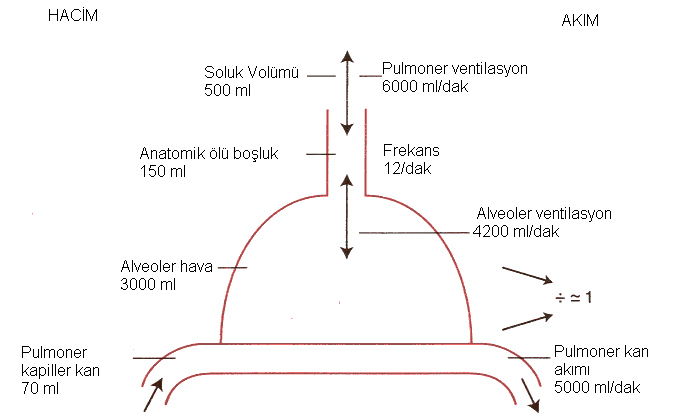 HACİM
AKIM
Soluk Volümü
500 ml
Pulmoner ventilasyon
6000 ml/dak
Anatomik ölü boşluk
150 ml
Frekans
12/dak
Alveoler ventilasyon
4200 ml/dak
Alveoler hava
3000 ml
÷ ≃ 1
Pulmoner
kapiller kan
70 ml
Pulmoner kan
akımı
5000 ml/dak